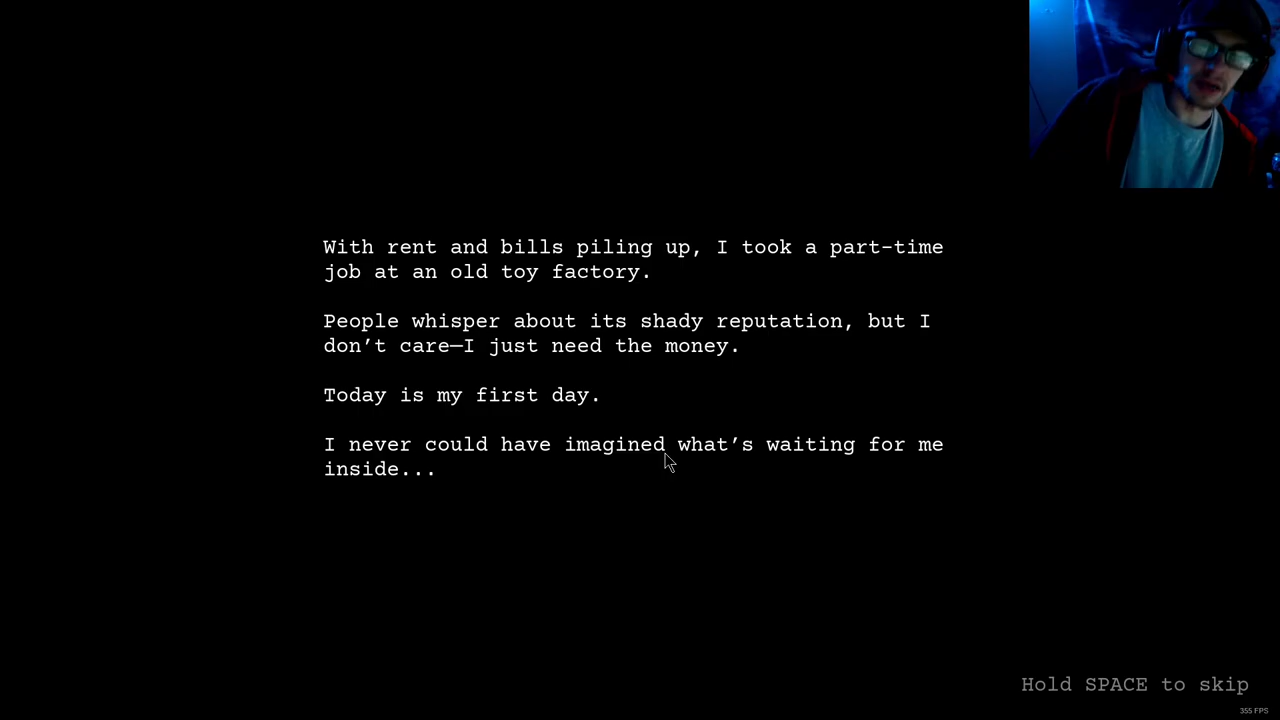 With rent and bills piling up, I took a part-time
job at an old toy factory.
People whisper about its shady reputation, but I
don’t care—I just need the money.
Today is my first day.
I never could have imagined what’s waiting for me
inside...
Hold SPACE to skip
355 FPS